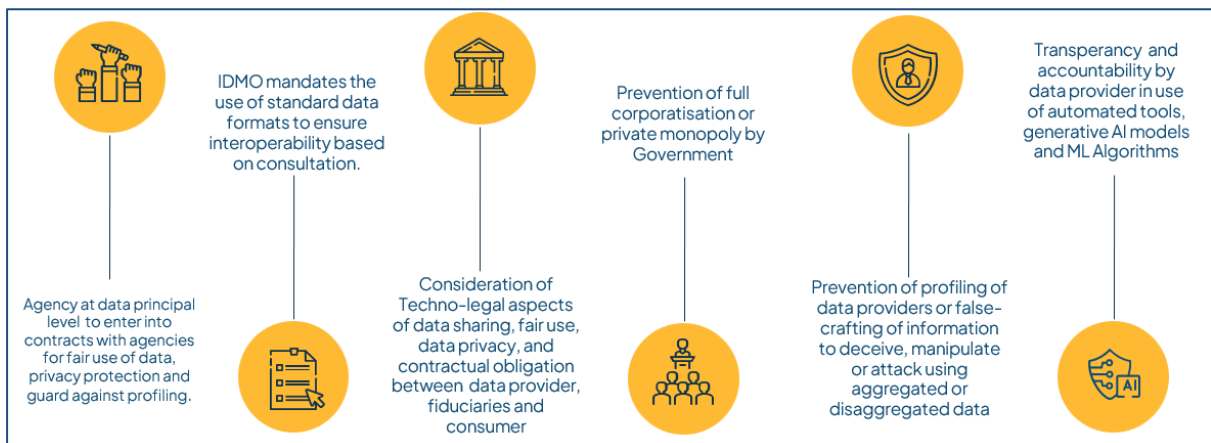 Agency at data principal
level to enter into
contracts with agencies
for fair use of data,
privacy protection and
guard against profiling.
IDMO mandates the
use of standard data
formats to ensure
interoperability based
on consultation.
Consideration of
Techno-legal aspects
of data sharing, fair use,
data privacy, and
contractual obligation
between data provider,
fiduciaries and
consumer
Prevention of full
corporatisation or
private monopoly by
Government
Prevention of profiling of
data providers or false-
crafting of information
to deceive, manipulate
or attack using
aggregated or
disaggregated data
Transperancy and
accountability by
data provider in use
of automated tools,
generative AI models
and ML Algorithms
AI